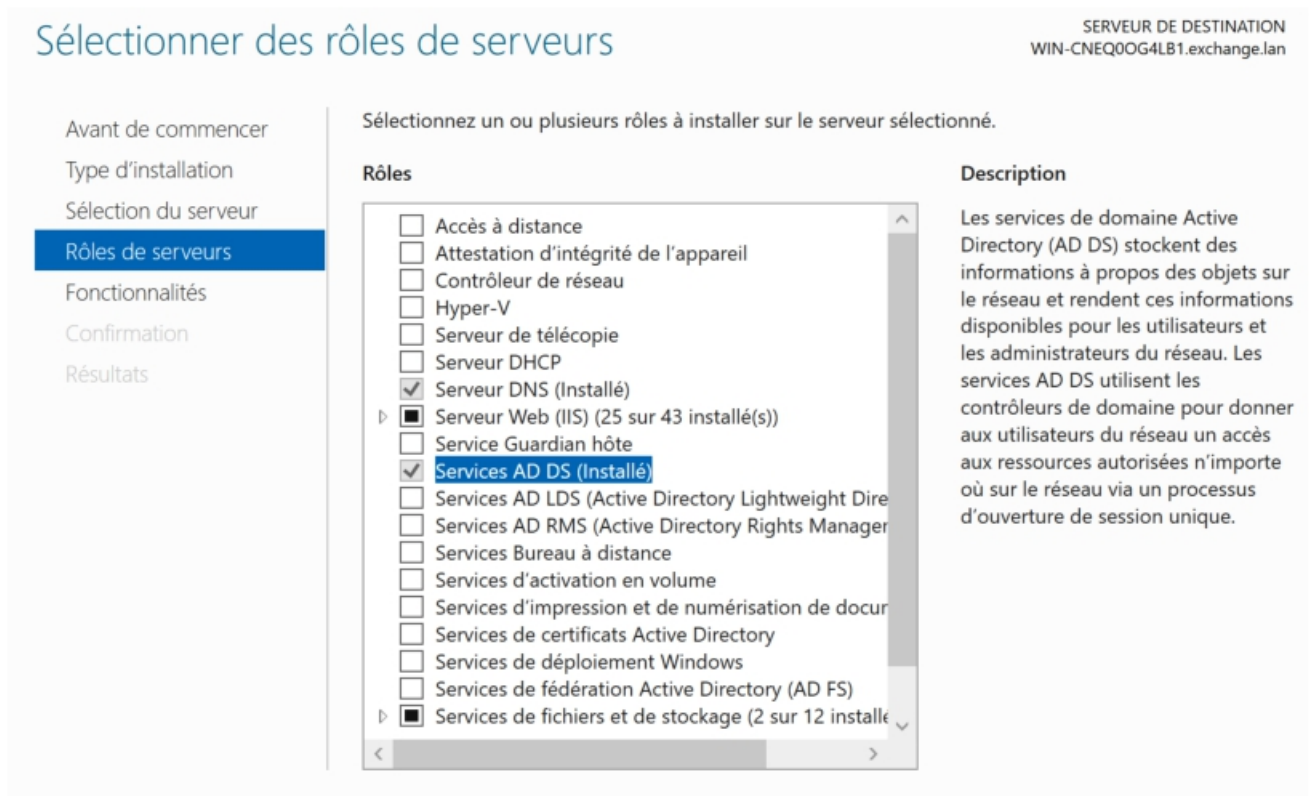 Sélectionner des rôles de serveurs
SERVEUR DE DESTINATION
WIN-CNEQ0OG4LB1.exchange.lan
Avant de commencer
Type d'installation
Sélection du serveur
Rôles de serveurs
Fonctionnalités
Confirmation
Résultats
Sélectionnez un ou plusieurs rôles à installer sur le serveur sélectionné.
Rôles
Accès à distance
Attestation d'intégrité de l'appareil
Contrôleur de réseau
Hyper-V
Serveur de télécopie
Serveur DHCP
Serveur DNS (Installé)
Serveur Web (IIS) (25 sur 43 installé(s))
Service Guardian hôte
Services AD DS (Installé)
Services AD LDS (Active Directory Lightweight Dire
Services AD RMS (Active Directory Rights Manager
Services Bureau à distance
Services d'activation en volume
Services d'impression et de numérisation de docur
Services de certificats Active Directory
Services de déploiement Windows
Services de fédération Active Directory (AD FS)
Services de fichiers et de stockage (2 sur 12 installé
Description
Les services de domaine Active
Directory (AD DS) stockent des
informations à propos des objets sur
le réseau et rendent ces informations
disponibles pour les utilisateurs et
les administrateurs du réseau. Les
services AD DS utilisent les
contrôleurs de domaine pour donner
aux utilisateurs du réseau un accès
aux ressources autorisées n'importe
où sur le réseau via un processus
d'ouverture de session unique.